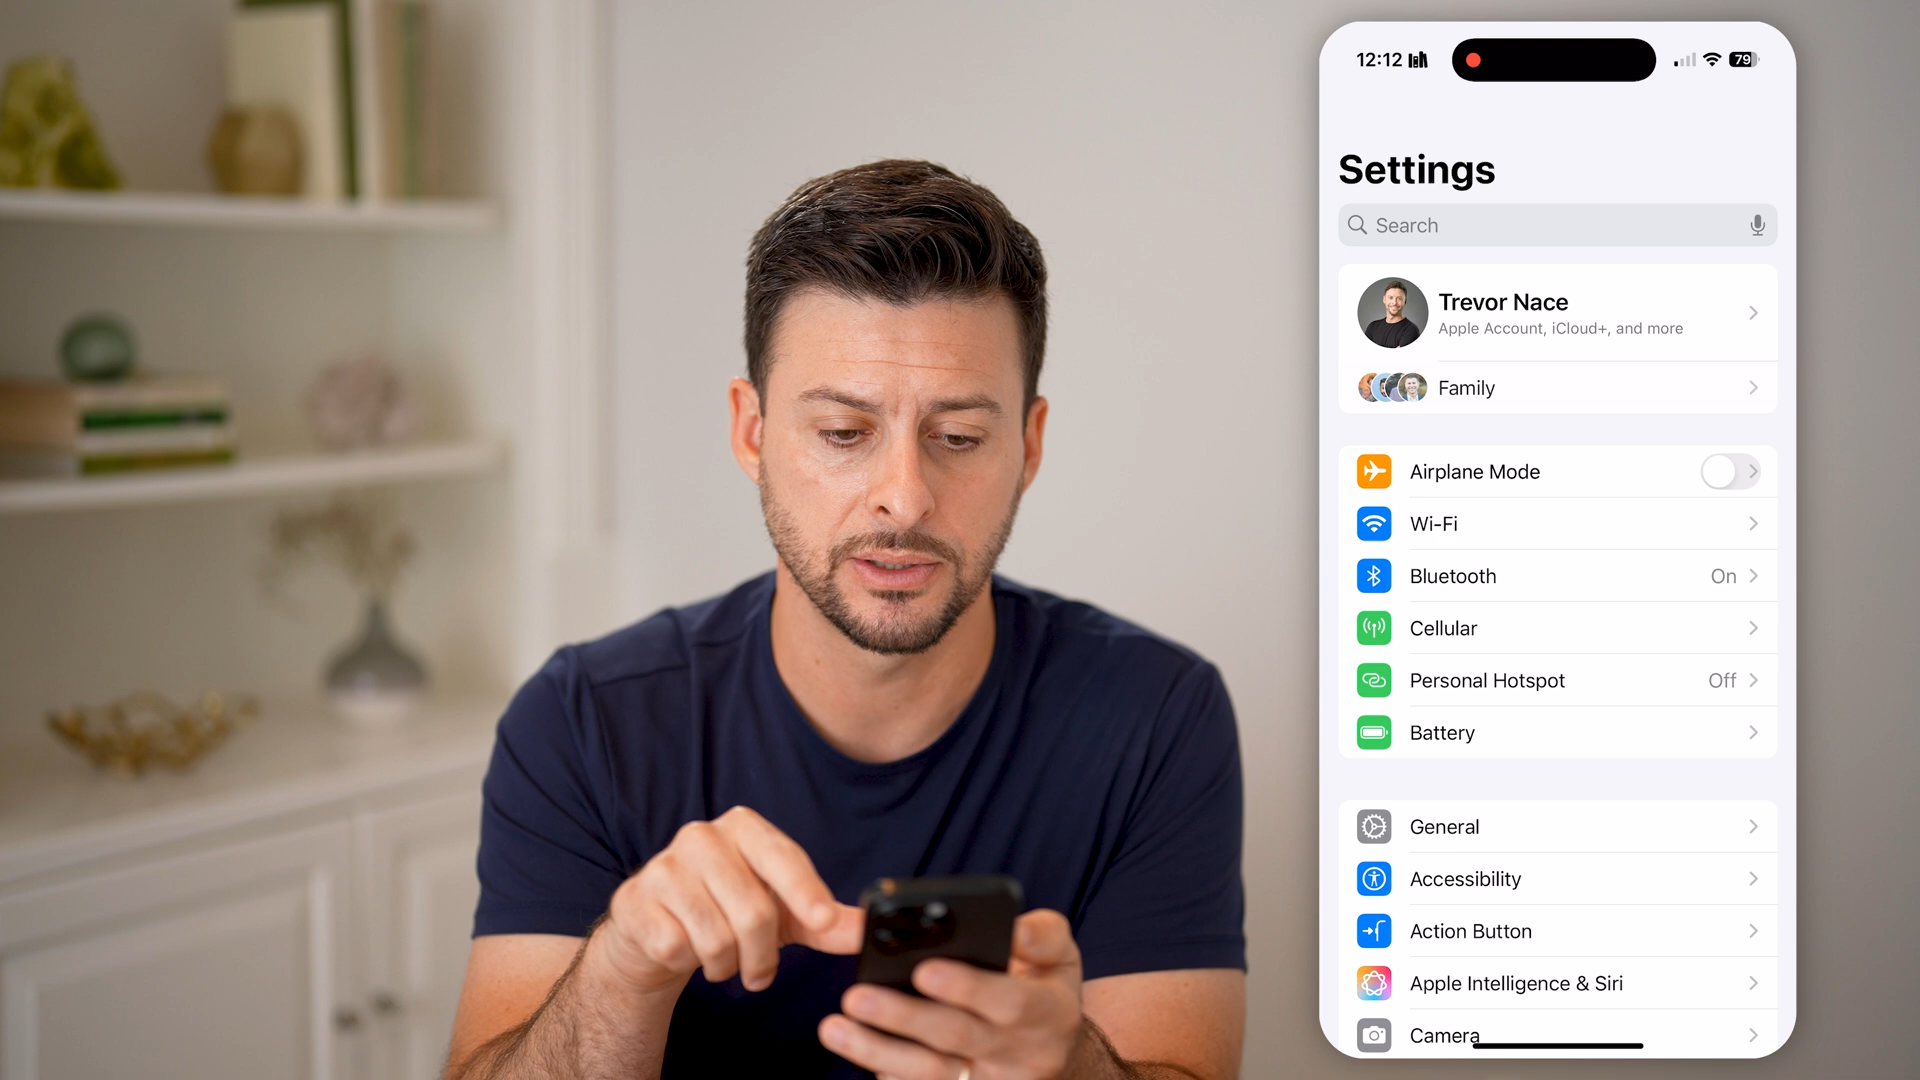 12:12
79
Settings
Search
Trevor Nace
Apple Account, iCloud+, and more
Family
Airplane Mode
Wi-Fi
Bluetooth
On
Cellular
Personal Hotspot
Off
Battery
General
Accessibility
Action Button
Apple Intelligence & Siri
Camera